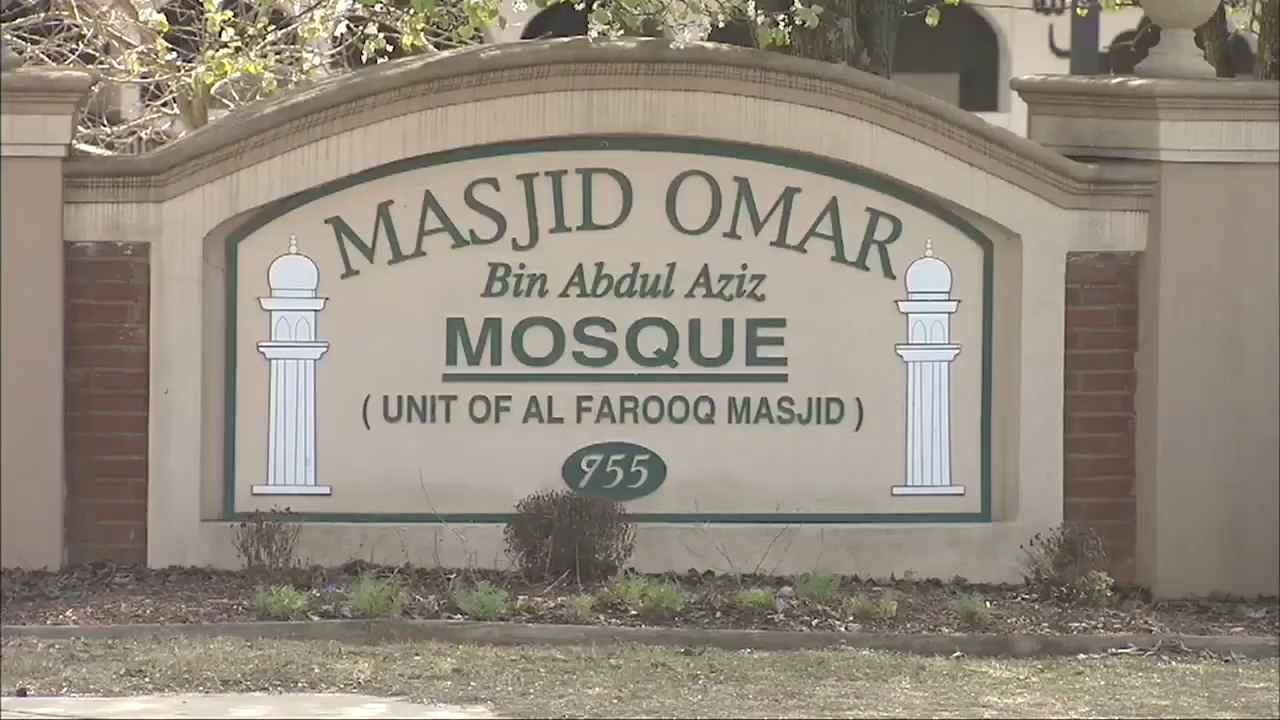 MASJID OMAR
Bin Abdul Aziz
MOSQUE
( UNIT OF AL FAROOQ MASJID )
955